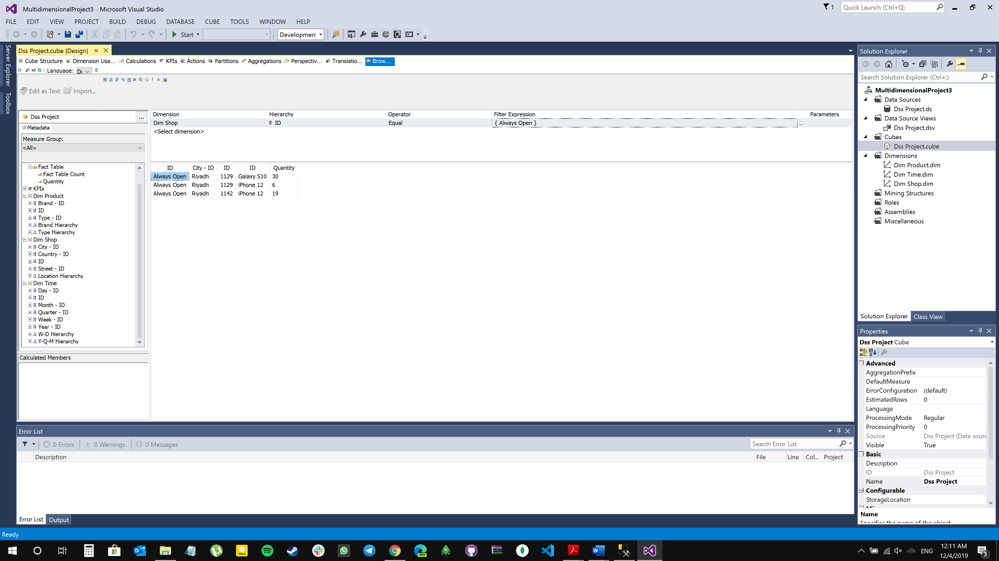 MultidimensionalProject3 - Microsoft Visual Studio
1
Quick Launch (Ctrl+Q)
FILE EDIT VIEW PROJECT BUILD DEBUG DATABASE CUBE TOOLS WINDOW HELP
Start
Development
Server Explorer
Toolbox
Dss Project.cube [Design]
Cube Structure Dimension Usa... Calculations KPIs Actions Partitions Aggregations Perspectiv... Translatio... Brow...
Language: De
Edit as Text Import...
Dss Project ...
Metadata
Measure Group:
<All>
Fact Table
Fact Table Count
Quantity
KPIs
Dim Product
Brand - ID
ID
Type - ID
Brand Hierarchy
Type Hierarchy
Dim Shop
City - ID
Country - ID
ID
Street - ID
Location Hierarchy
Dim Time
Day - ID
ID
Month - ID
Quarter - ID
Week - ID
Year - ID
W-D Hierarchy
Y-Q-M Hierarchy
Calculated Members
Dimension Hierarchy Operator Filter Expression Parameters
Dim Shop ID Equal { Always Open }
<Select dimension>
ID City - ID ID ID Quantity
Always Open Riyadh 1129 Galaxy S10 30
Always Open Riyadh 1129 iPhone 12 6
Always Open Riyadh 1142 iPhone 12 19
Error List
0 Errors 0 Warnings 0 Messages
Search Error List
Description File Line Col... Project
Error List Output
Solution Explorer
Search Solution Explorer (Ctrl+;)
MultidimensionalProject3
Data Sources
Dss Project.ds
Data Source Views
Dss Project.dsv
Cubes
Dss Project.cube
Dimensions
Dim Product.dim
Dim Time.dim
Dim Shop.dim
Mining Structures
Roles
Assemblies
Miscellaneous
Solution Explorer Class View
Properties
Dss Project Cube
Advanced
AggregationPrefix
DefaultMeasure
ErrorConfiguration (default)
EstimatedRows 0
Language
ProcessingMode Regular
ProcessingPriority 0
Source Dss Project (Data sourc
Visible True
Basic
Description
ID Dss Project
Name Dss Project
Configurable
StorageLocation
Name
Specifies the name of the object
Ready
ENG
12:11 AM
12/4/2019
3